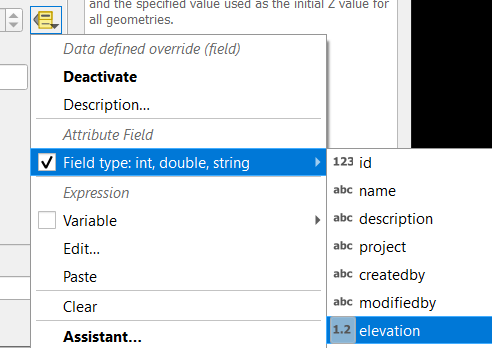 and the specified value used as the initial Z value for
all geometries.
Data defined override (field)
Deactivate
Description...
Attribute Field
Field type: int, double, string
Expression
Variable
Edit...
Paste
Clear
Assistant...
123 id
abc name
abc description
abc project
abc createdby
abc modifiedby
1.2 elevation